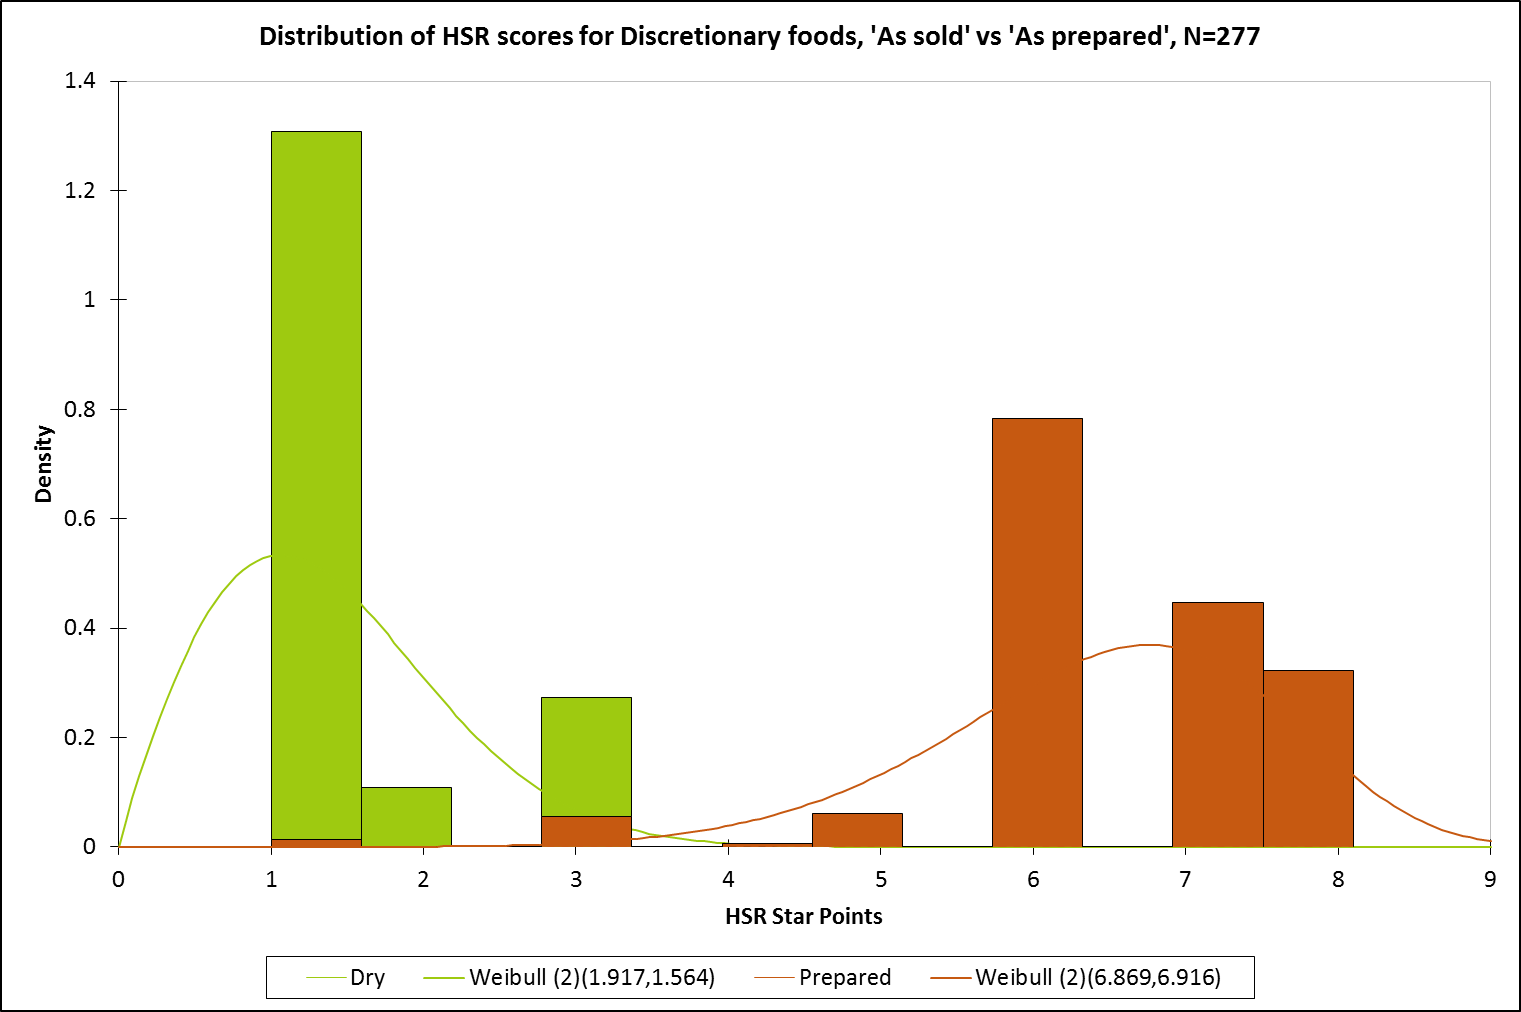 Distribution of HSR scores for Discretionary foods, 'As sold' vs 'As prepared', N=277
1.4
1.2
1
0.8
0.6
0.4
0.2
0
Density
0 1 2 3 4 5 6 7 8 9
HSR Star Points
Dry Weibull (2)(1.917,1.564) Prepared Weibull (2)(6.869,6.916)